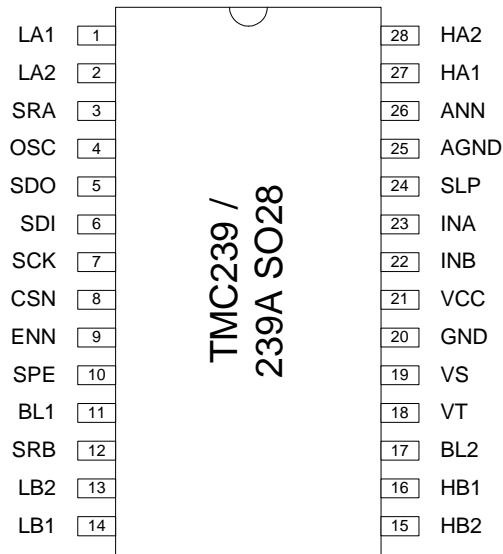 LA1 1 28 HA2
LA2 2 27 HA1
SRA 3 26 ANN
OSC 4 25 AGND
SDO 5 24 SLP
SDI 6 23 INA
SCK 7 22 INB
CSN 8 21 VCC
ENN 9 20 GND
SPE 10 19 VS
BL1 11 18 VT
SRB 12 17 BL2
LB2 13 16 HB1
LB1 14 15 HB2
TMC239 /
239A SO28